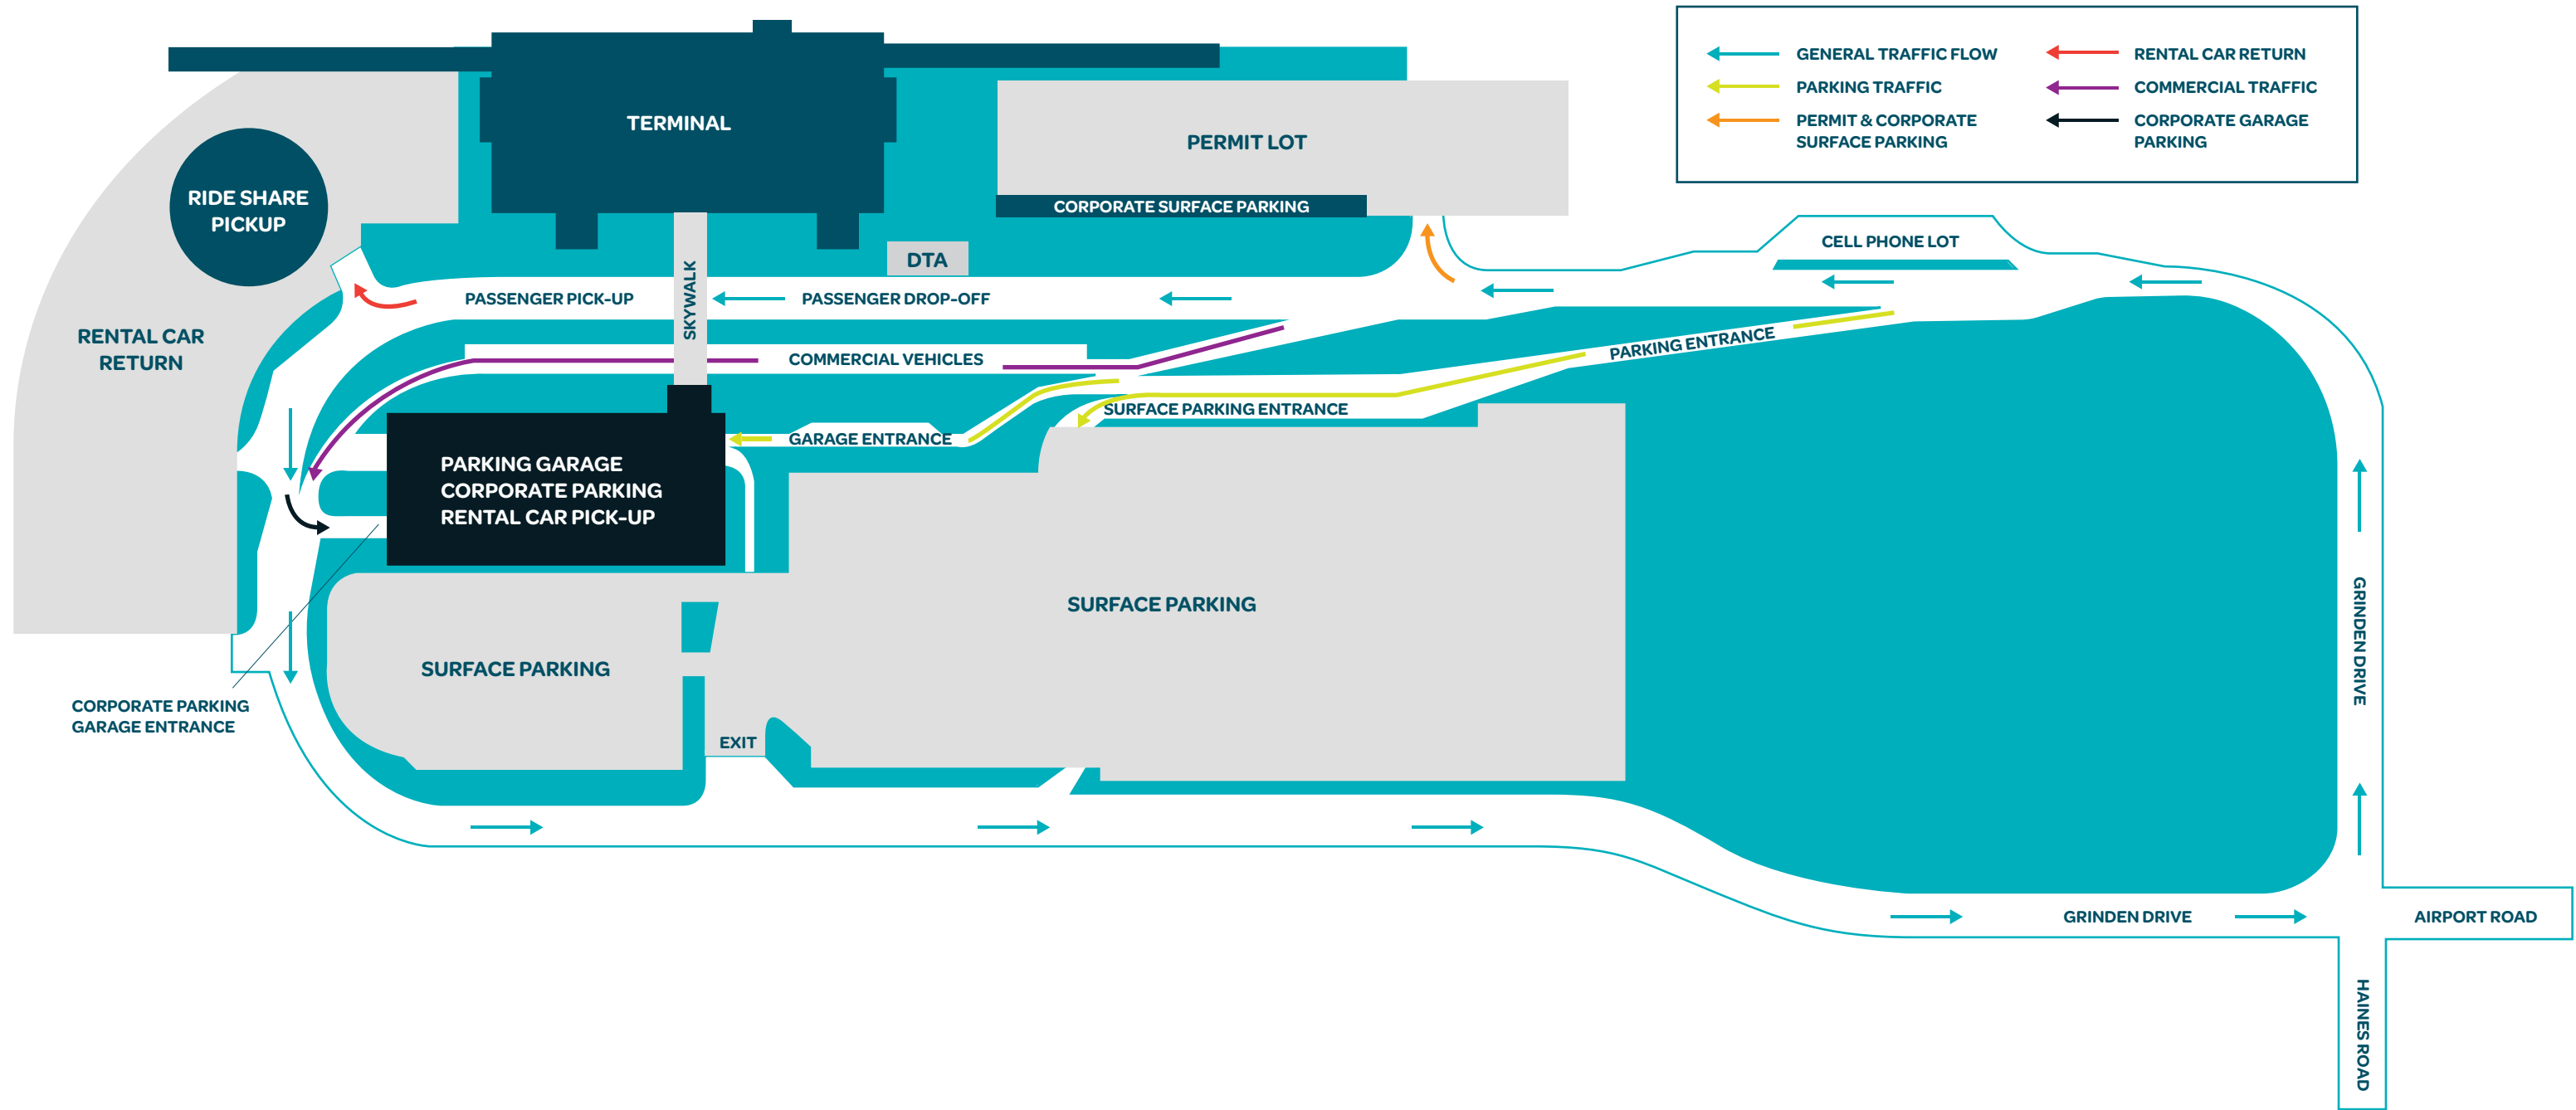 GENERAL TRAFFIC FLOW
PARKING TRAFFIC
PERMIT & CORPORATE
SURFACE PARKING
RENTAL CAR RETURN
COMMERCIAL TRAFFIC
CORPORATE GARAGE
PARKING
TERMINAL
PERMIT LOT
RIDE SHARE
PICKUP
CORPORATE SURFACE PARKING
CELL PHONE LOT
DTA
SKYWALK
PASSENGER PICK-UP
PASSENGER DROP-OFF
RENTAL CAR
RETURN
PARKING ENTRANCE
COMMERCIAL VEHICLES
SURFACE PARKING ENTRANCE
GARAGE ENTRANCE
PARKING GARAGE
CORPORATE PARKING
RENTAL CAR PICK-UP
SURFACE PARKING
GRINDEN DRIVE
SURFACE PARKING
CORPORATE PARKING
GARAGE ENTRANCE
EXIT
GRINDEN DRIVE
AIRPORT ROAD
HAINES ROAD